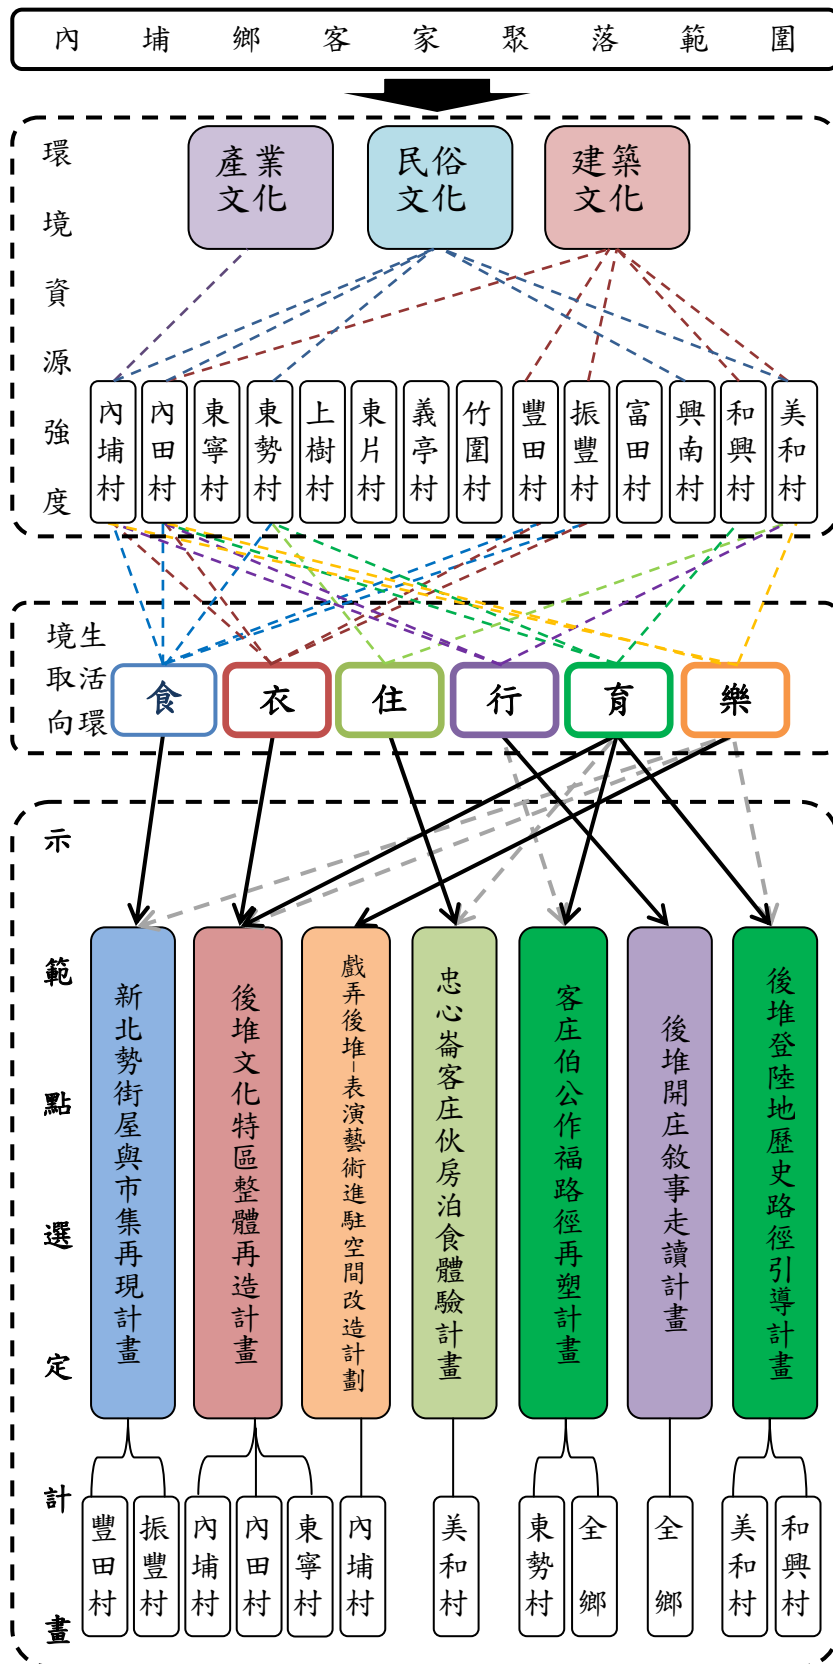 內埔鄉客家聚落範圍
環境資源強度
產業
文化
民俗
文化
建築
文化
內埔村
內田村
東寧村
東勢村
上樹村
東片村
義亭村
竹圍村
豐田村
振豐村
富田村
興南村
和興村
美和村
境生
取活
向環
食
衣
住
行
育
樂
示範點選定計畫
新北勢街屋與市集再現計畫
後堆文化特區整體再造計畫
戲弄後堆–表演藝術進駐空間改造計劃
忠心崙客庄伙房泊食體驗計畫
客庄伯公作福路徑再塑計畫
後堆開庄敘事走讀計畫
後堆登陸地歷史路徑引導計畫
豐田村
振豐村
內埔村
內田村
東寧村
內埔村
美和村
東勢村
全鄉
全鄉
美和村
和興村